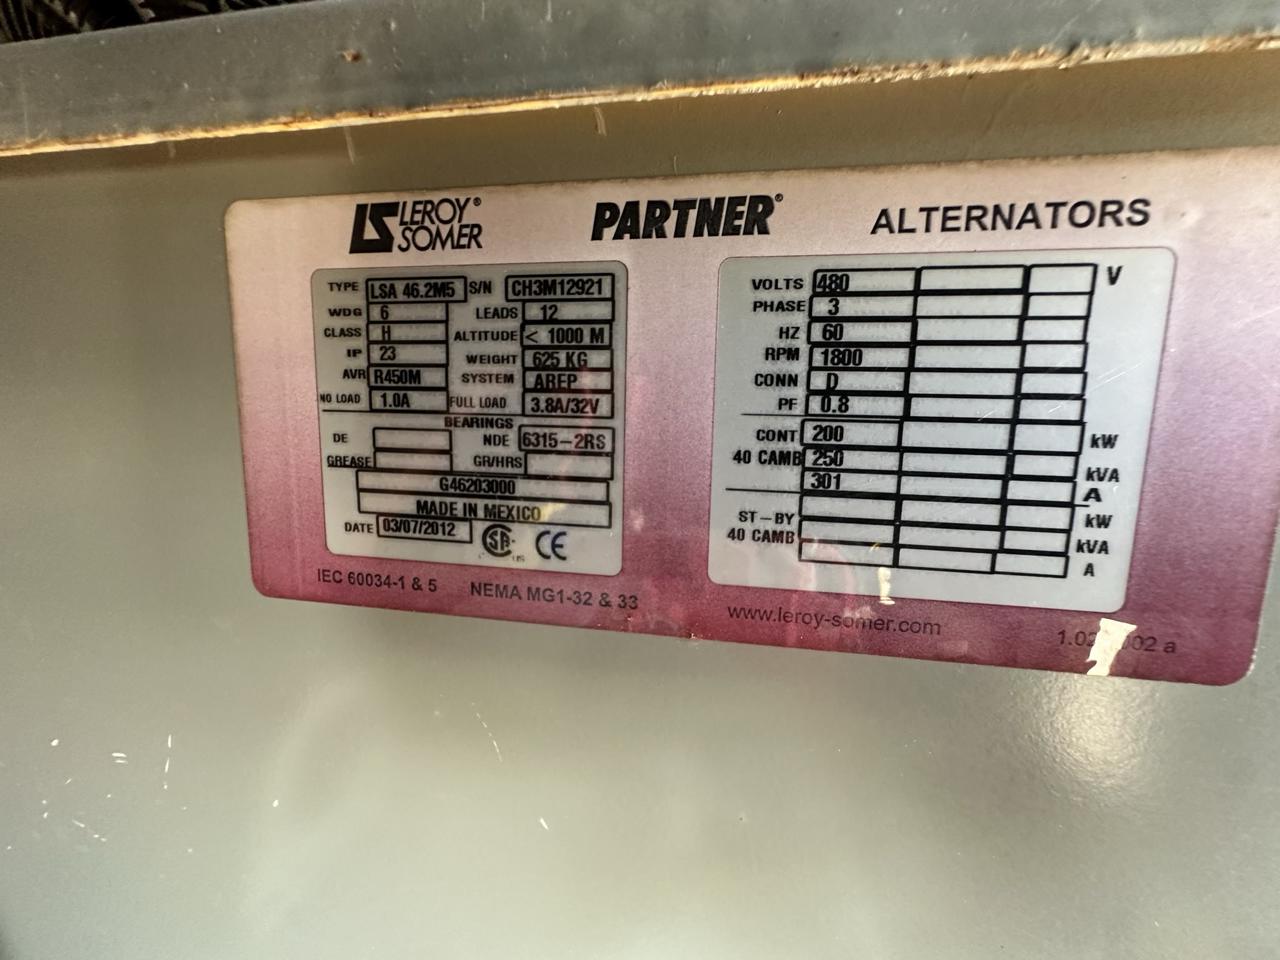 LS LEROY® SOMER PARTNER® ALTERNATORS
TYPE LSA 46.2M5 S/N CH3M12921
WDG 6 LEADS 12
CLASS H ALTITUDE < 1000 M
IP 23 WEIGHT 625 KG
AVR R450M SYSTEM AREP
NO LOAD 1.0A FULL LOAD 3.8A/32V
BEARINGS
DE NDE 6315-2RS
GREASE GR/HRS
G46203000
MADE IN MEXICO
DATE 03/07/2012 SA US CE
IEC 60034-1 & 5 NEMA MG1-32 & 33
VOLTS 480 V
PHASE 3
HZ 60
RPM 1800
CONN D
PF 0.8
CONT 200 kW
40 CAMB 250 kVA
301 A
ST-BY kW
40 CAMB kVA
A
www.leroy-somer.com